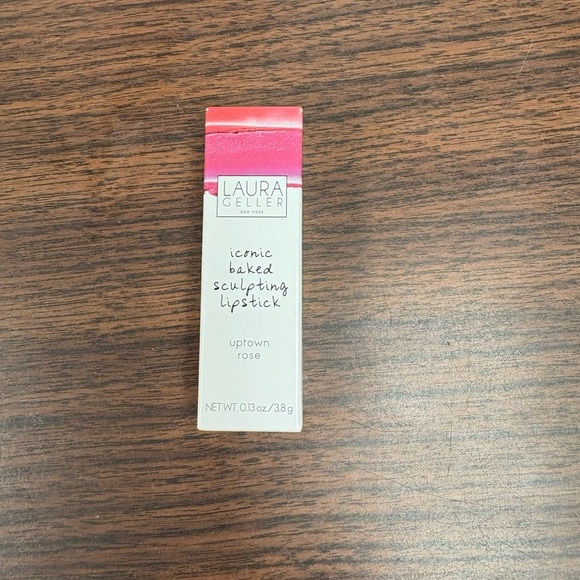 LAURA
GELLER
NEW YORK
iconic
baked
sculpting
lipstick
uptown
rose
NET WT. 0.13 oz./3.8 g